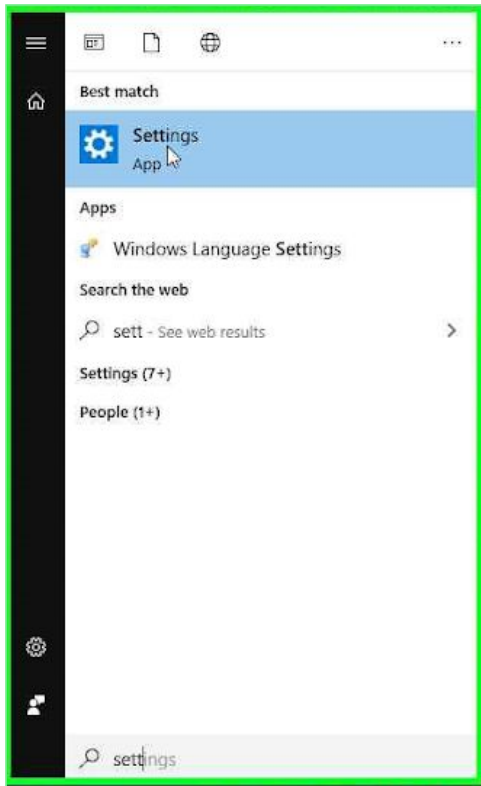 ...
Best match
Settings
App
Apps
Windows Language Settings
Search the web
sett - See web results
Settings (7+)
People (1+)
settings